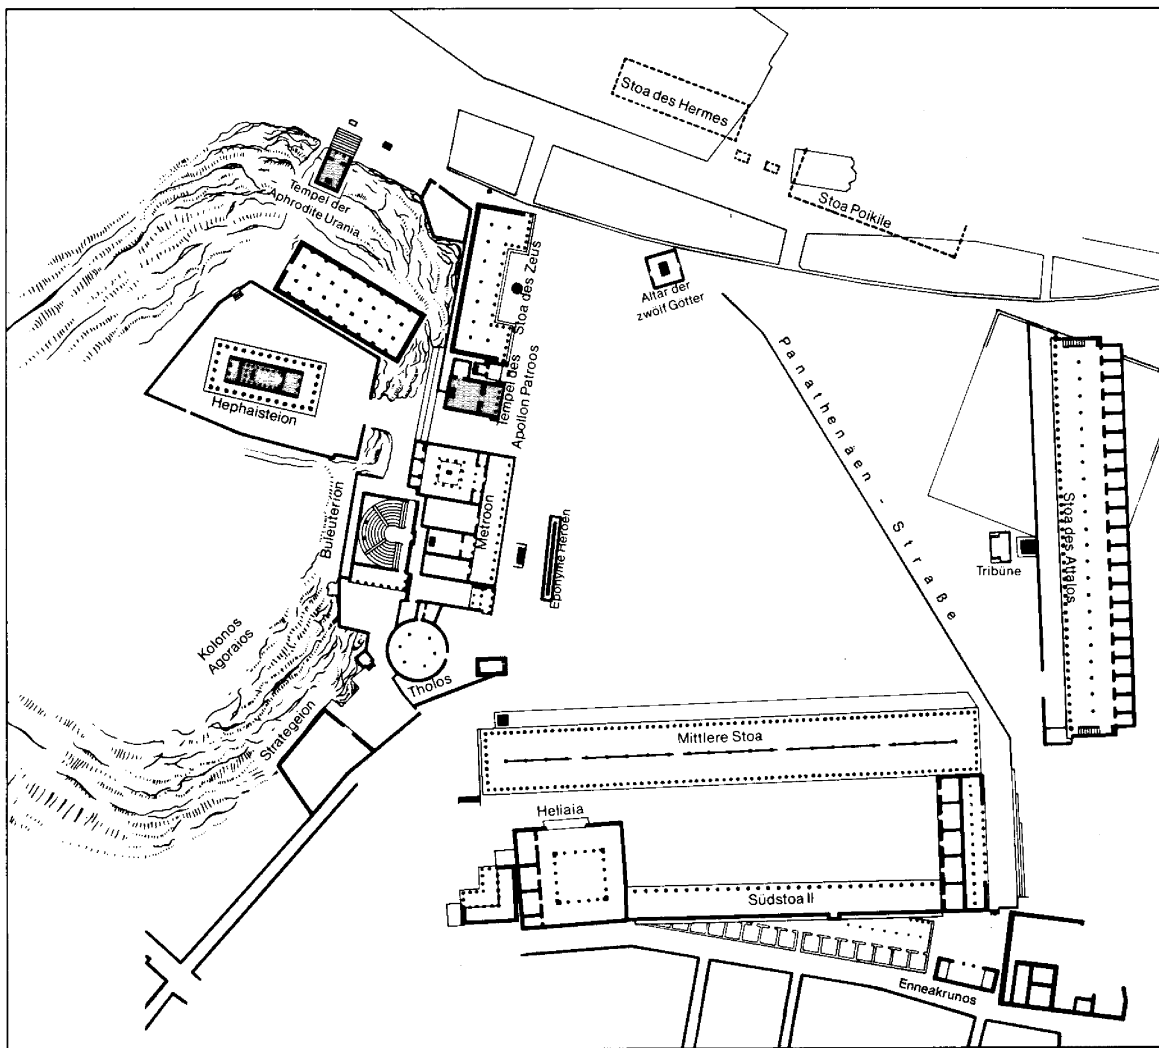 Stoa des Hermes
Stoa Poikile
Tempel der
Aphrodite Urania
Altar der
zwölf Götter
Stoa des Zeus
Tempel des
Apollon Patroos
Hephaisteion
Panathenäen - Straße
Buleuterion
Metroon
Eponyme Heroen
Tribüne
Stoa des Attalos
Kolonos
Agoraios
Tholos
Strategeion
Mittlere Stoa
Heliaia
Südstoa II
Enneakrunos